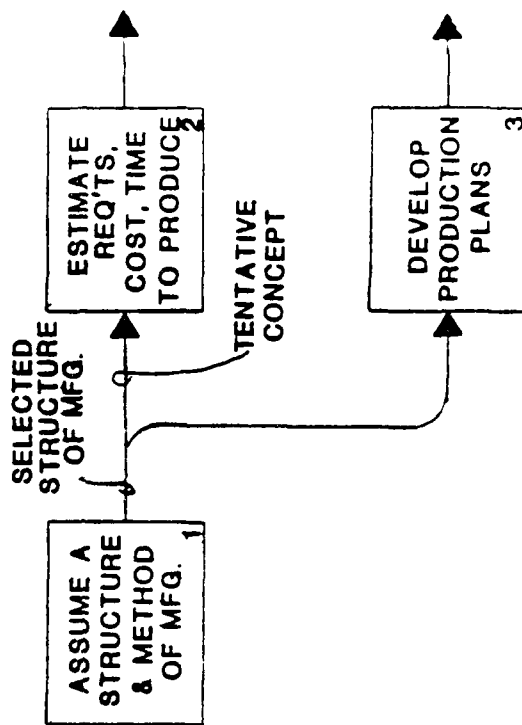 ASSUME A
STRUCTURE
& METHOD
OF MFG.
1
SELECTED
STRUCTURE
OF MFG.
TENTATIVE
CONCEPT
ESTIMATE
REQ'TS,
COST, TIME
TO PRODUCE
2
DEVELOP
PRODUCTION
PLANS
3